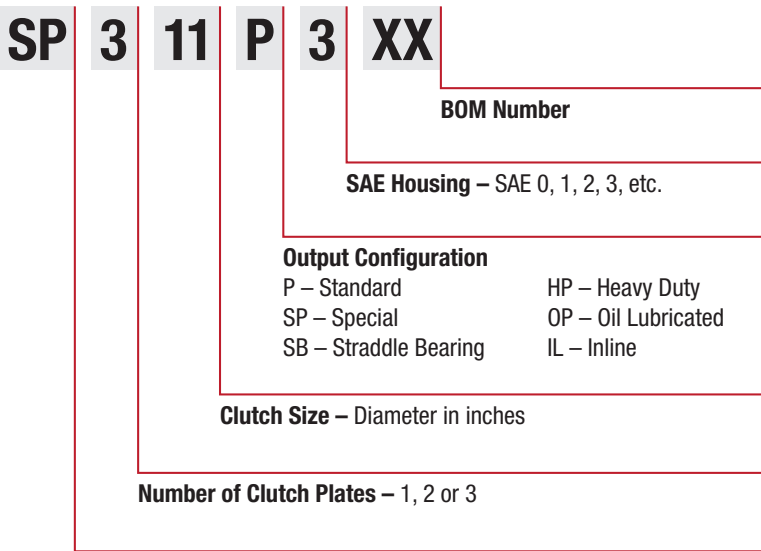 SP 3 11 P 3 XX
BOM Number
SAE Housing – SAE 0, 1, 2, 3, etc.
Output Configuration
P – Standard HP – Heavy Duty
SP – Special OP – Oil Lubricated
SB – Straddle Bearing IL – Inline
Clutch Size – Diameter in inches
Number of Clutch Plates – 1, 2 or 3